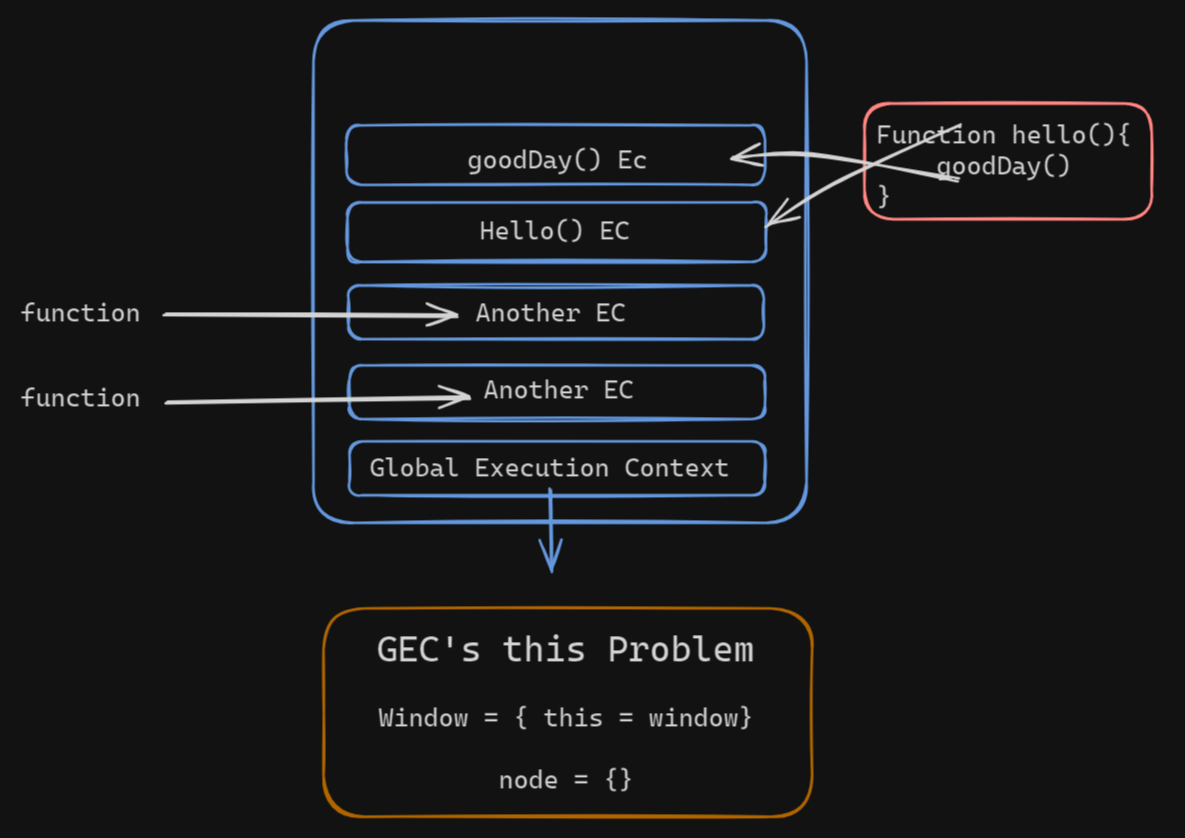 goodDay() Ec
Function hello(){
goodDay()
}
Hello() EC
function
Another EC
function
Another EC
Global Execution Context
GEC's this Problem
Window = { this = window}
node = {}